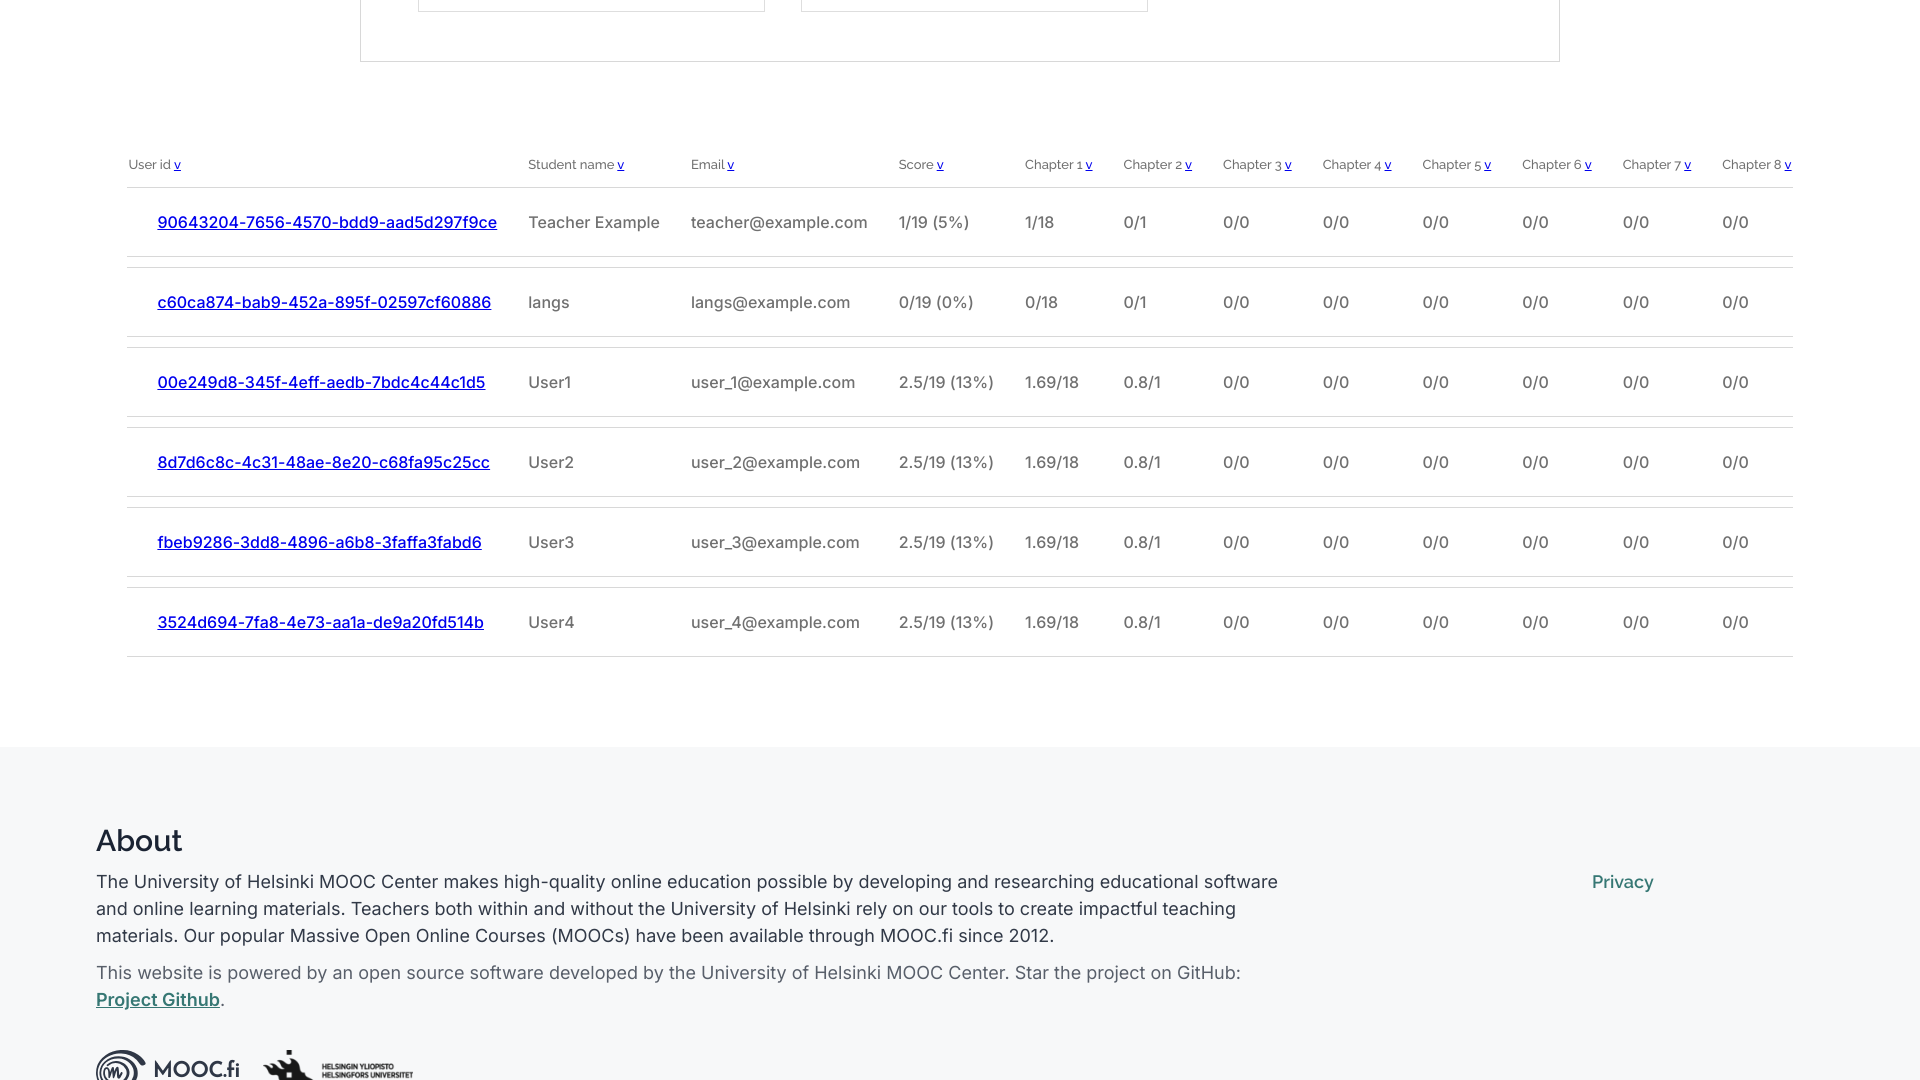 User id v Student name v Email v Score v Chapter 1 v Chapter 2 v Chapter 3 v Chapter 4 v Chapter 5 v Chapter 6 v Chapter 7 v Chapter 8 v
90643204-7656-4570-bdd9-aad5d297f9ce Teacher Example teacher@example.com 1/19 (5%) 1/18 0/1 0/0 0/0 0/0 0/0 0/0 0/0
c60ca874-bab9-452a-895f-02597cf60886 langs langs@example.com 0/19 (0%) 0/18 0/1 0/0 0/0 0/0 0/0 0/0 0/0
00e249d8-345f-4eff-aedb-7bdc4c44c1d5 User1 user_1@example.com 2.5/19 (13%) 1.69/18 0.8/1 0/0 0/0 0/0 0/0 0/0 0/0
8d7d6c8c-4c31-48ae-8e20-c68fa95c25cc User2 user_2@example.com 2.5/19 (13%) 1.69/18 0.8/1 0/0 0/0 0/0 0/0 0/0 0/0
fbeb9286-3dd8-4896-a6b8-3faffa3fabd6 User3 user_3@example.com 2.5/19 (13%) 1.69/18 0.8/1 0/0 0/0 0/0 0/0 0/0 0/0
3524d694-7fa8-4e73-aa1a-de9a20fd514b User4 user_4@example.com 2.5/19 (13%) 1.69/18 0.8/1 0/0 0/0 0/0 0/0 0/0 0/0
About
The University of Helsinki MOOC Center makes high-quality online education possible by developing and researching educational software
and online learning materials. Teachers both within and without the University of Helsinki rely on our tools to create impactful teaching
materials. Our popular Massive Open Online Courses (MOOCs) have been available through MOOC.fi since 2012.
This website is powered by an open source software developed by the University of Helsinki MOOC Center. Star the project on GitHub:
Project Github.
Privacy
MOOC.fi
HELSINGIN YLIOPISTO
HELSINGFORS UNIVERSITET